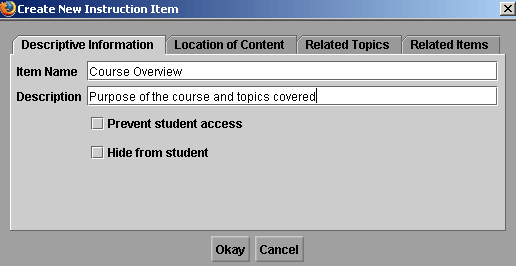 Create New Instruction Item
Descriptive Information Location of Content Related Topics Related Items
Item Name Course Overview
Description Purpose of the course and topics covered
Prevent student access
Hide from student
Okay Cancel